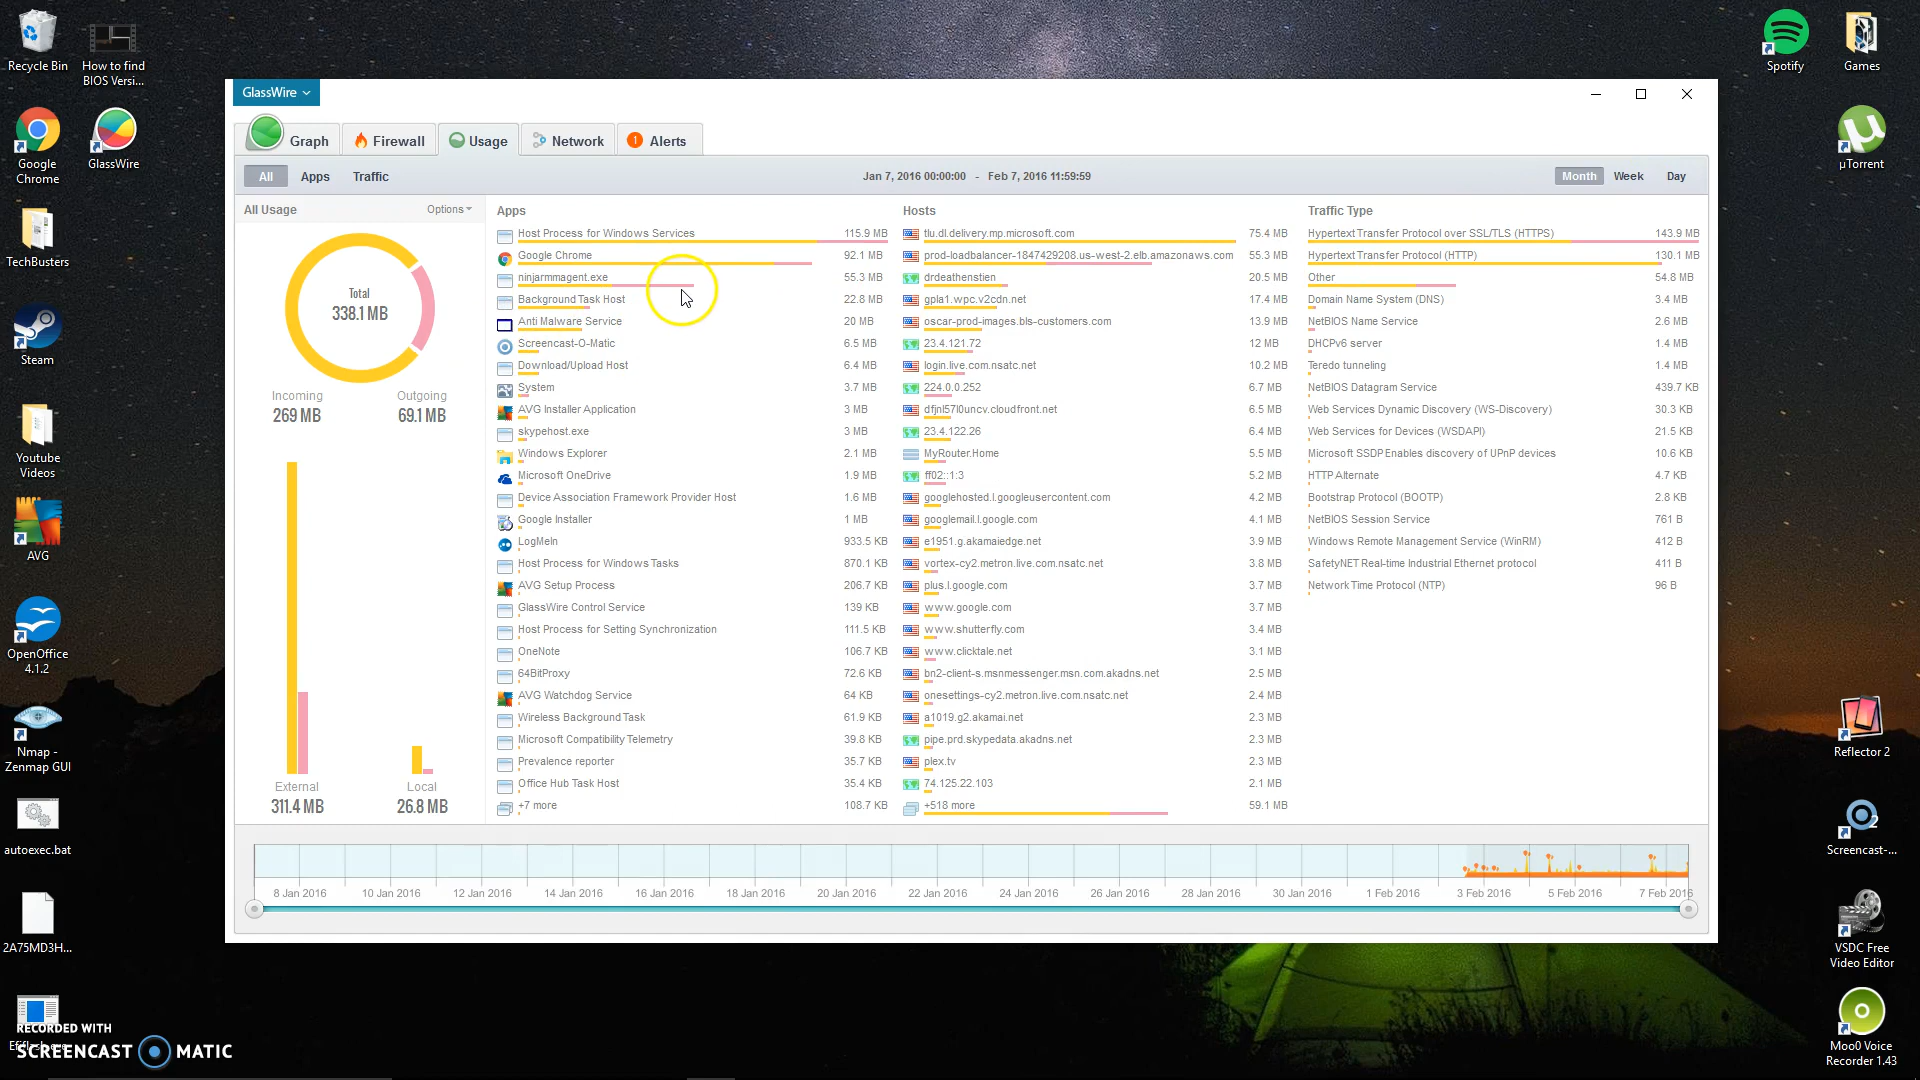 Recycle Bin
How to find
BIOS Versi...
Google
Chrome
GlassWire
TechBusters
Steam
Youtube
Videos
AVG
OpenOffice
4.1.2
Nmap -
Zenmap GUI
autoexec.bat
2A75MD3H...
RECORDED WITH
SCREENCAST MATIC
GlassWire
Graph
Firewall
Usage
Network
1 Alerts
All
Apps
Traffic
Jan 7, 2016 00:00:00 - Feb 7, 2016 11:59:59
Month
Week
Day
All Usage
Options
Total
338.1 MB
Incoming
269 MB
Outgoing
69.1 MB
External
311.4 MB
Local
26.8 MB
Apps
Host Process for Windows Services 115.9 MB
Google Chrome 92.1 MB
ninjarmmagent.exe 55.3 MB
Background Task Host 22.8 MB
Anti Malware Service 20 MB
Screencast-O-Matic 6.5 MB
Download/Upload Host 6.4 MB
System 3.7 MB
AVG Installer Application 3 MB
skypehost.exe 3 MB
Windows Explorer 2.1 MB
Microsoft OneDrive 1.9 MB
Device Association Framework Provider Host 1.6 MB
Google Installer 1 MB
LogMeIn 933.5 KB
Host Process for Windows Tasks 870.1 KB
AVG Setup Process 206.7 KB
GlassWire Control Service 139 KB
Host Process for Setting Synchronization 111.5 KB
OneNote 106.7 KB
64BitProxy 72.6 KB
AVG Watchdog Service 64 KB
Wireless Background Task 61.9 KB
Microsoft Compatibility Telemetry 39.8 KB
Prevalence reporter 35.7 KB
Office Hub Task Host 35.4 KB
+7 more 108.7 KB
Hosts
tlu.dl.delivery.mp.microsoft.com 75.4 MB
prod-loadbalancer-1847429208.us-west-2.elb.amazonaws.com 55.3 MB
drdeathenstien 20.5 MB
gpla1.wpc.v2cdn.net 17.4 MB
oscar-prod-images.bls-customers.com 13.9 MB
23.4.121.72 12 MB
login.live.com.nsatc.net 10.2 MB
224.0.0.252 6.7 MB
dfjnl57l0uncv.cloudfront.net 6.5 MB
23.4.122.26 6.4 MB
MyRouter.Home 5.5 MB
ff02::1:3 5.2 MB
googlehosted.l.googleusercontent.com 4.2 MB
googlemail.l.google.com 4.1 MB
e1951.g.akamaiedge.net 3.9 MB
vortex-cy2.metron.live.com.nsatc.net 3.8 MB
plus.l.google.com 3.7 MB
www.google.com 3.7 MB
www.shutterfly.com 3.4 MB
www.clicktale.net 3.1 MB
bn2-client-s.msnmessenger.msn.com.akadns.net 2.5 MB
onesettings-cy2.metron.live.com.nsatc.net 2.4 MB
a1019.g2.akamai.net 2.3 MB
pipe.prd.skypedata.akadns.net 2.3 MB
plex.tv 2.3 MB
74.125.22.103 2.1 MB
+518 more 59.1 MB
Traffic Type
Hypertext Transfer Protocol over SSL/TLS (HTTPS) 143.9 MB
Hypertext Transfer Protocol (HTTP) 130.1 MB
Other 54.8 MB
Domain Name System (DNS) 3.4 MB
NetBIOS Name Service 2.6 MB
DHCPv6 server 1.4 MB
Teredo tunneling 1.4 MB
NetBIOS Datagram Service 439.7 KB
Web Services Dynamic Discovery (WS-Discovery) 30.3 KB
Web Services for Devices (WSDAPI) 21.5 KB
Microsoft SSDP Enables discovery of UPnP devices 10.6 KB
HTTP Alternate 4.7 KB
Bootstrap Protocol (BOOTP) 2.8 KB
NetBIOS Session Service 761 B
Windows Remote Management Service (WinRM) 412 B
SafetyNET Real-time Industrial Ethernet protocol 411 B
Network Time Protocol (NTP) 96 B
8 Jan 2016 10 Jan 2016 12 Jan 2016 14 Jan 2016 16 Jan 2016 18 Jan 2016 20 Jan 2016 22 Jan 2016 24 Jan 2016 26 Jan 2016 28 Jan 2016 30 Jan 2016 1 Feb 2016 3 Feb 2016 5 Feb 2016 7 Feb 2016
Spotify
Games
µTorrent
Reflector 2
2
Screencast-...
VSDC Free
Video Editor
Moo0 Voice
Recorder 1.43